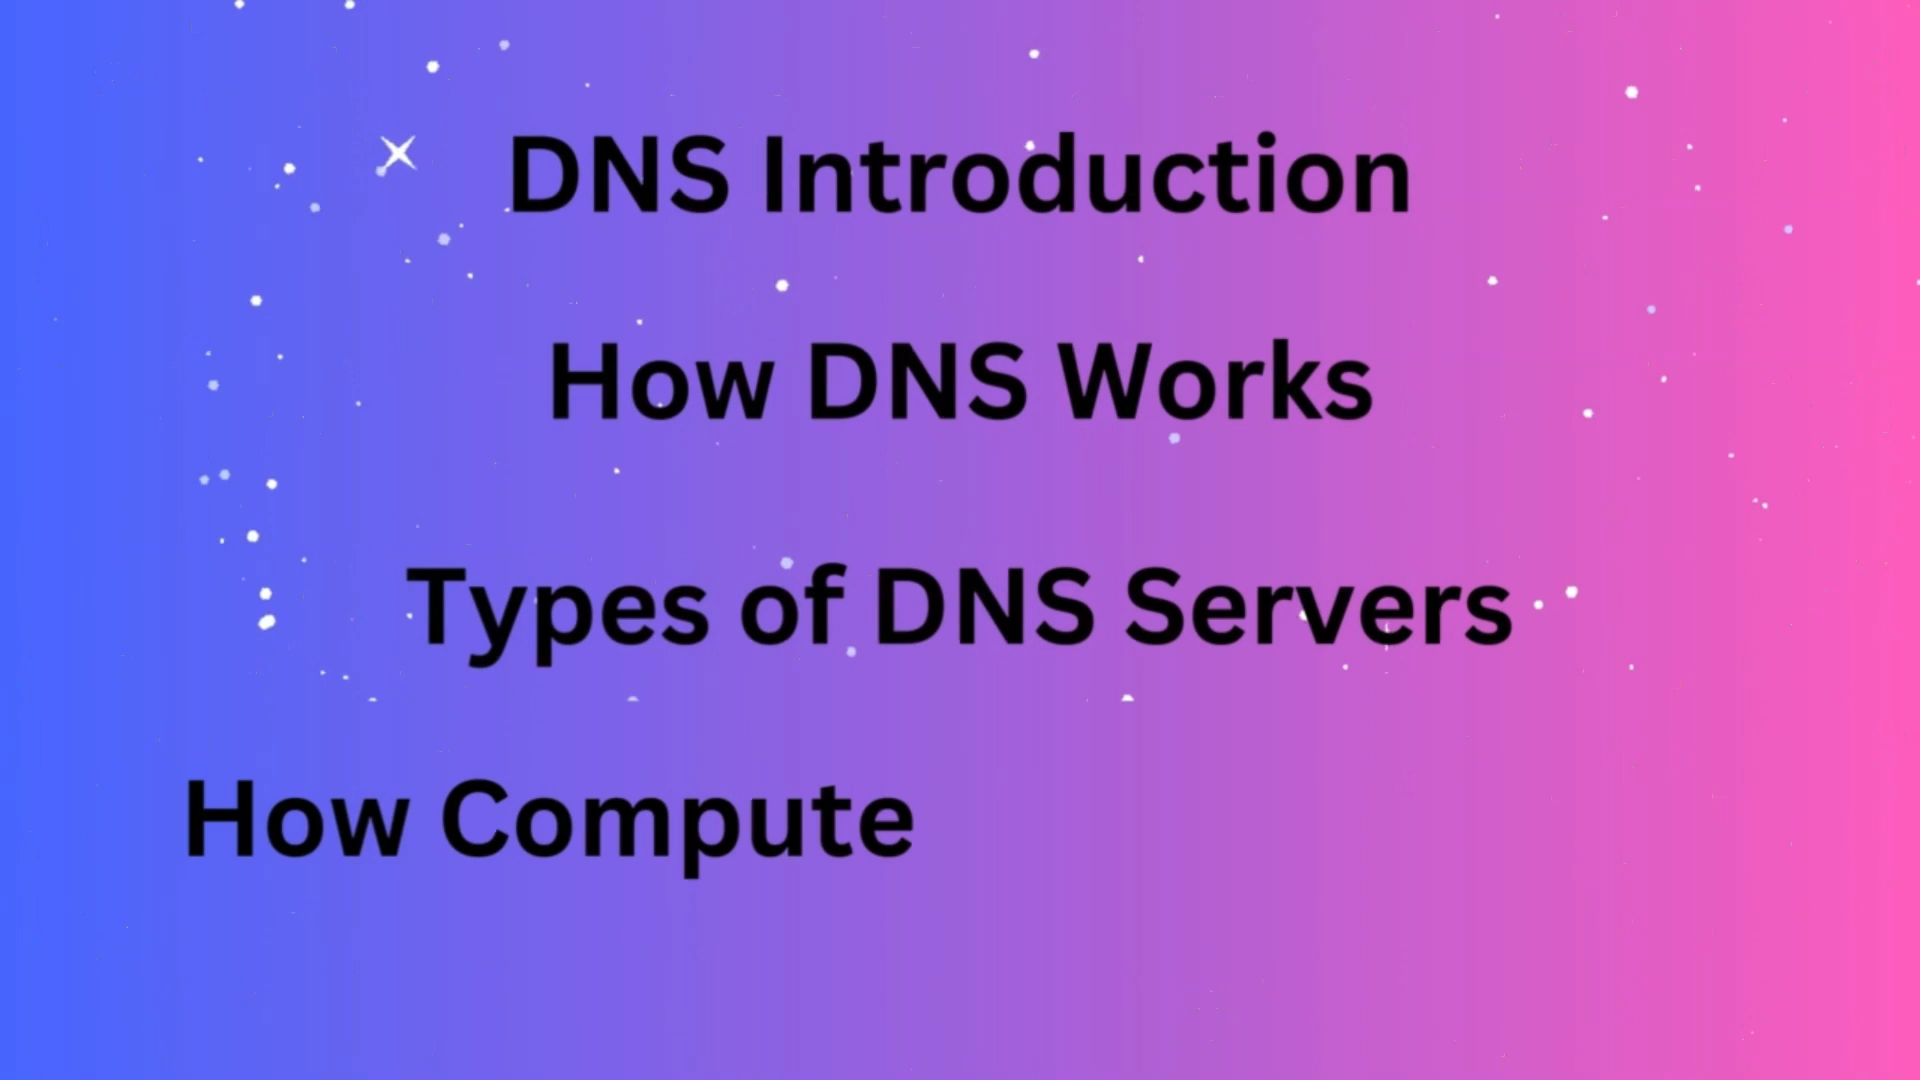 DNS Introduction
How DNS Works
Types of DNS Servers
How Compute